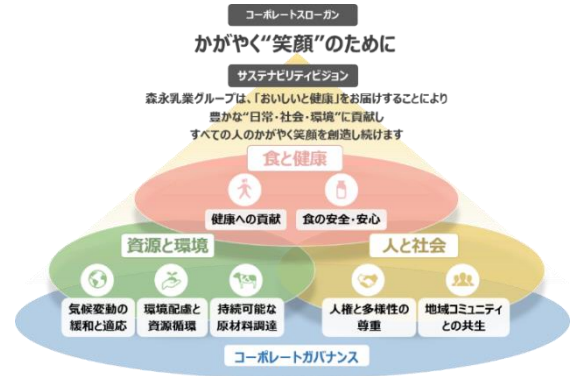 コーポレートスローガン
かがやく“笑顔”のために
サステナビリティビジョン
森永乳業グループは、「おいしいと健康」をお届けすることにより
豊かな“日常・社会・環境”に貢献し
すべての人のかがやく笑顔を創造し続けます
食と健康
健康への貢献
食の安全・安心
資源と環境
人と社会
気候変動の
緩和と適応
環境配慮と
資源循環
持続可能な
原材料調達
人権と多様性の
尊重
地域コミュニティ
との共生
コーポレートガバナンス